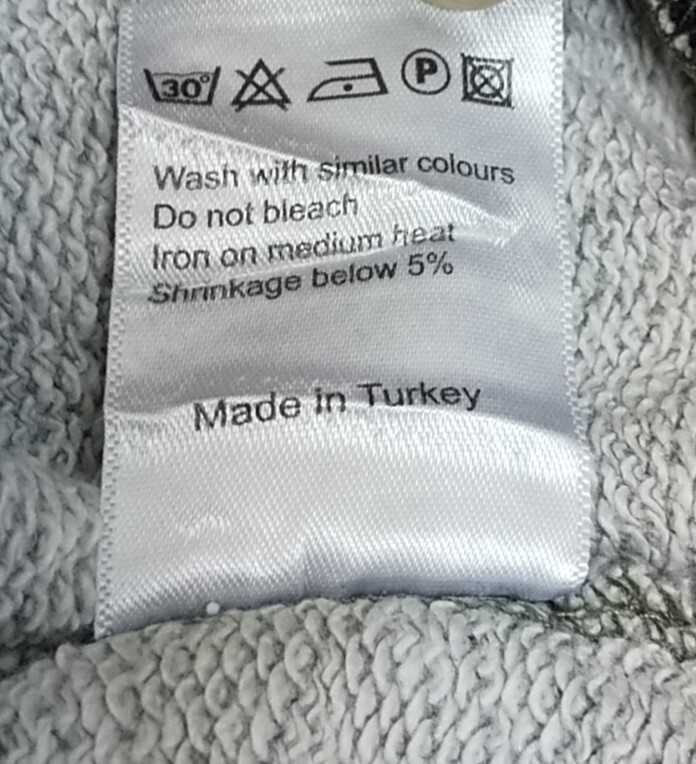 30°
P
Wash with similar colours
Do not bleach
Iron on medium heat
Shrinkage below 5%
Made in Turkey